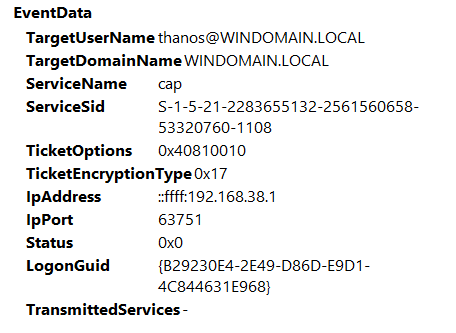 EventData
TargetUserName thanos@WINDOMAIN.LOCAL
TargetDomainName WINDOMAIN.LOCAL
ServiceName cap
ServiceSid S-1-5-21-2283655132-2561560658-
53320760-1108
TicketOptions 0x40810010
TicketEncryptionType 0x17
IpAddress ::ffff:192.168.38.1
IpPort 63751
Status 0x0
LogonGuid {B29230E4-2E49-D86D-E9D1-
4C844631E968}
TransmittedServices -